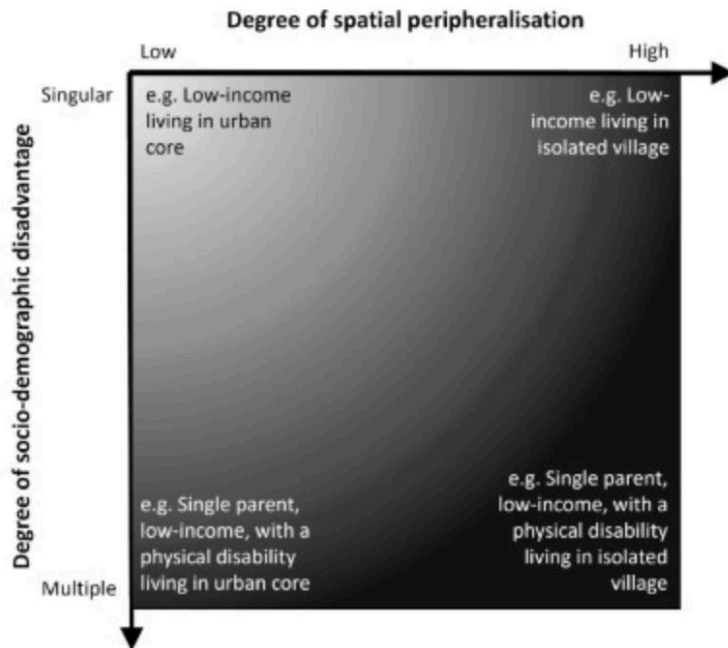 Degree of spatial peripheralisation
Low
High
Singular
e.g. Low-income
living in urban
core
e.g. Low-
income living in
isolated village
Degree of socio-demographic disadvantage
e.g. Single parent,
low-income, with a
physical disability
living in urban core
e.g. Single parent,
low-income, with a
physical disability
living in isolated
village
Multiple